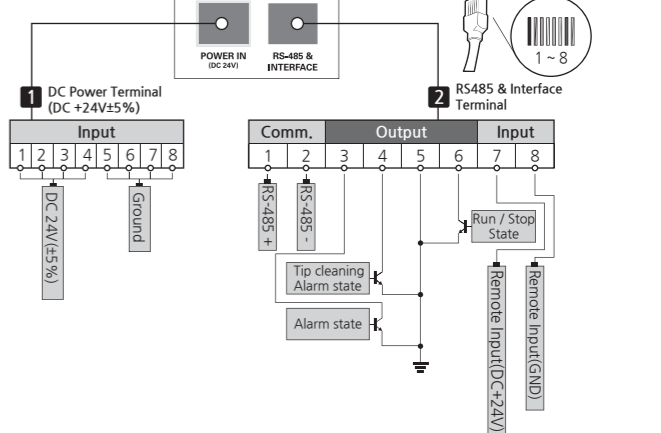 POWER IN
(DC 24V)
RS-485 &
INTERFACE
1 ~ 8
1 DC Power Terminal
(DC +24V±5%)
2 RS485 & Interface
Terminal
Input
1 2 3 4 5 6 7 8
DC 24V(±5%)
Ground
Comm. Output Input
1 2 3 4 5 6 7 8
RS-485 +
RS-485 -
Run / Stop
State
Tip cleaning
Alarm state
Alarm state
Remote Input(DC+24V)
Remote Input(GND)